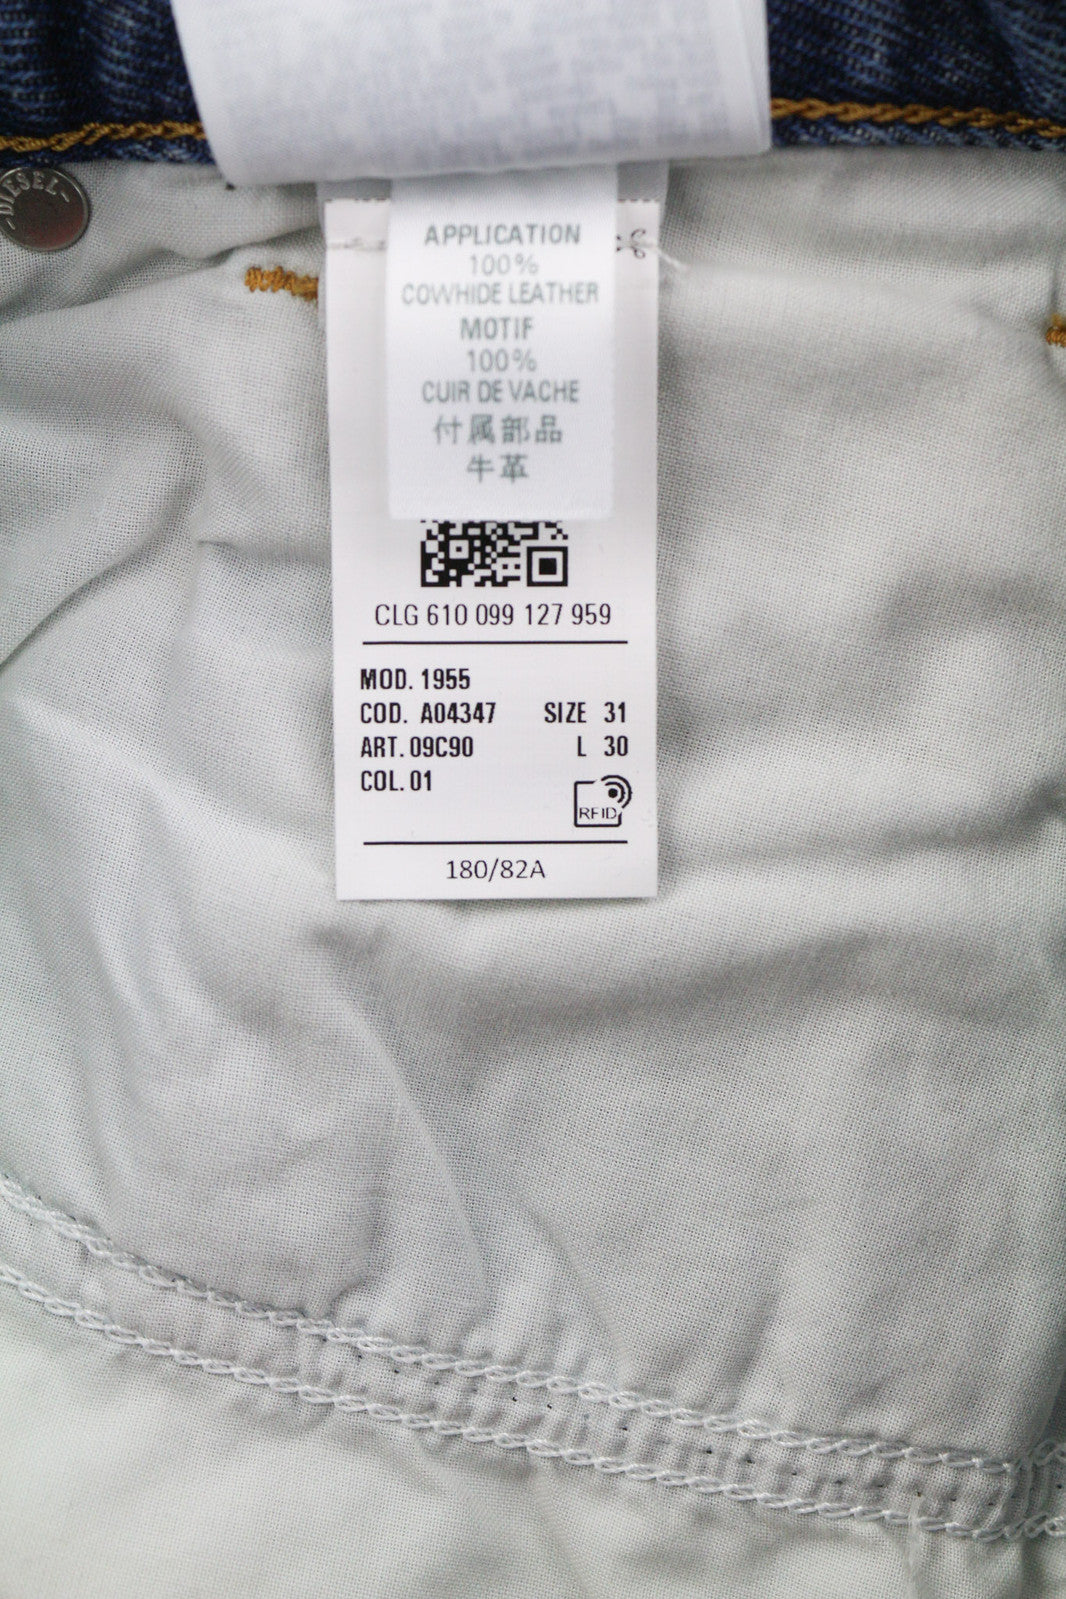 -DIESEL-
APPLICATION
100%
COWHIDE LEATHER
MOTIF
100%
CUIR DE VACHE
付属部品
牛革
CLG 610 099 127 959
MOD. 1955
COD. A04347 SIZE 31
ART. 09C90 L 30
COL. 01
RFID
180/82A